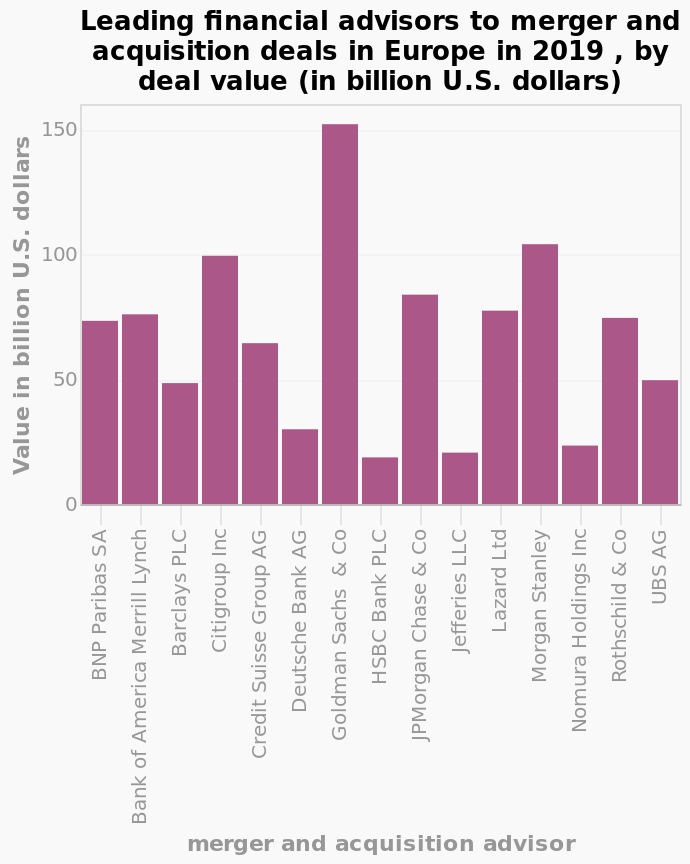 Leading financial advisors to merger and
acquisition deals in Europe in 2019 , by
deal value (in billion U.S. dollars)
Value in billion U.S. dollars
150
100
50
0
BNP Paribas SA
Bank of America Merrill Lynch
Barclays PLC
Citigroup Inc
Credit Suisse Group AG
Deutsche Bank AG
Goldman Sachs  & Co
HSBC Bank PLC
JPMorgan Chase & Co
Jefferies LLC
Lazard Ltd
Morgan Stanley
Nomura Holdings Inc
Rothschild & Co
UBS AG
merger and acquisition advisor